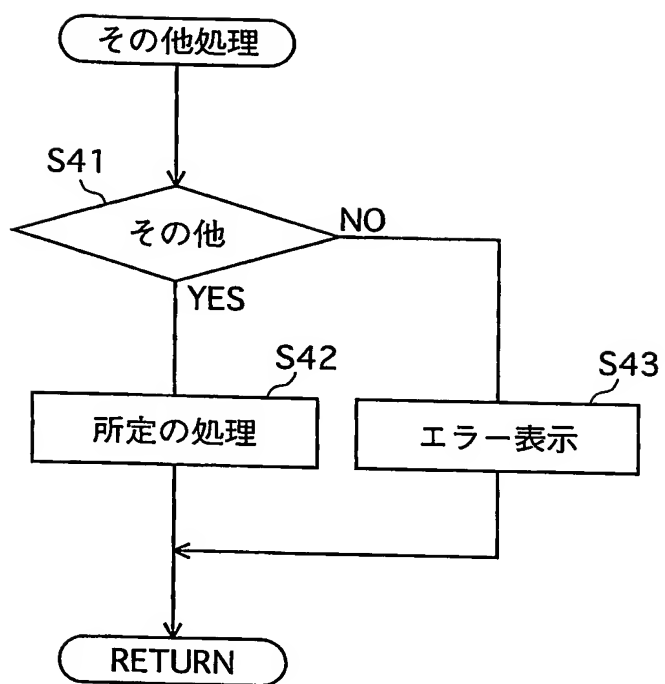 その他処理
S41
その他
NO
YES
S42
所定の処理
S43
エラー表示
RETURN